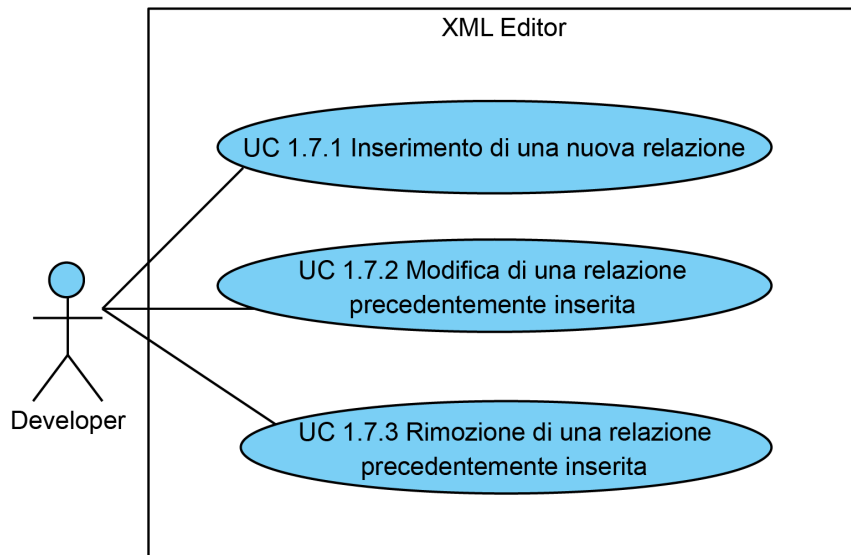 XML Editor
UC 1.7.1 Inserimento di una nuova relazione
UC 1.7.2 Modifica di una relazione
precedentemente inserita
Developer
UC 1.7.3 Rimozione di una relazione
precedentemente inserita